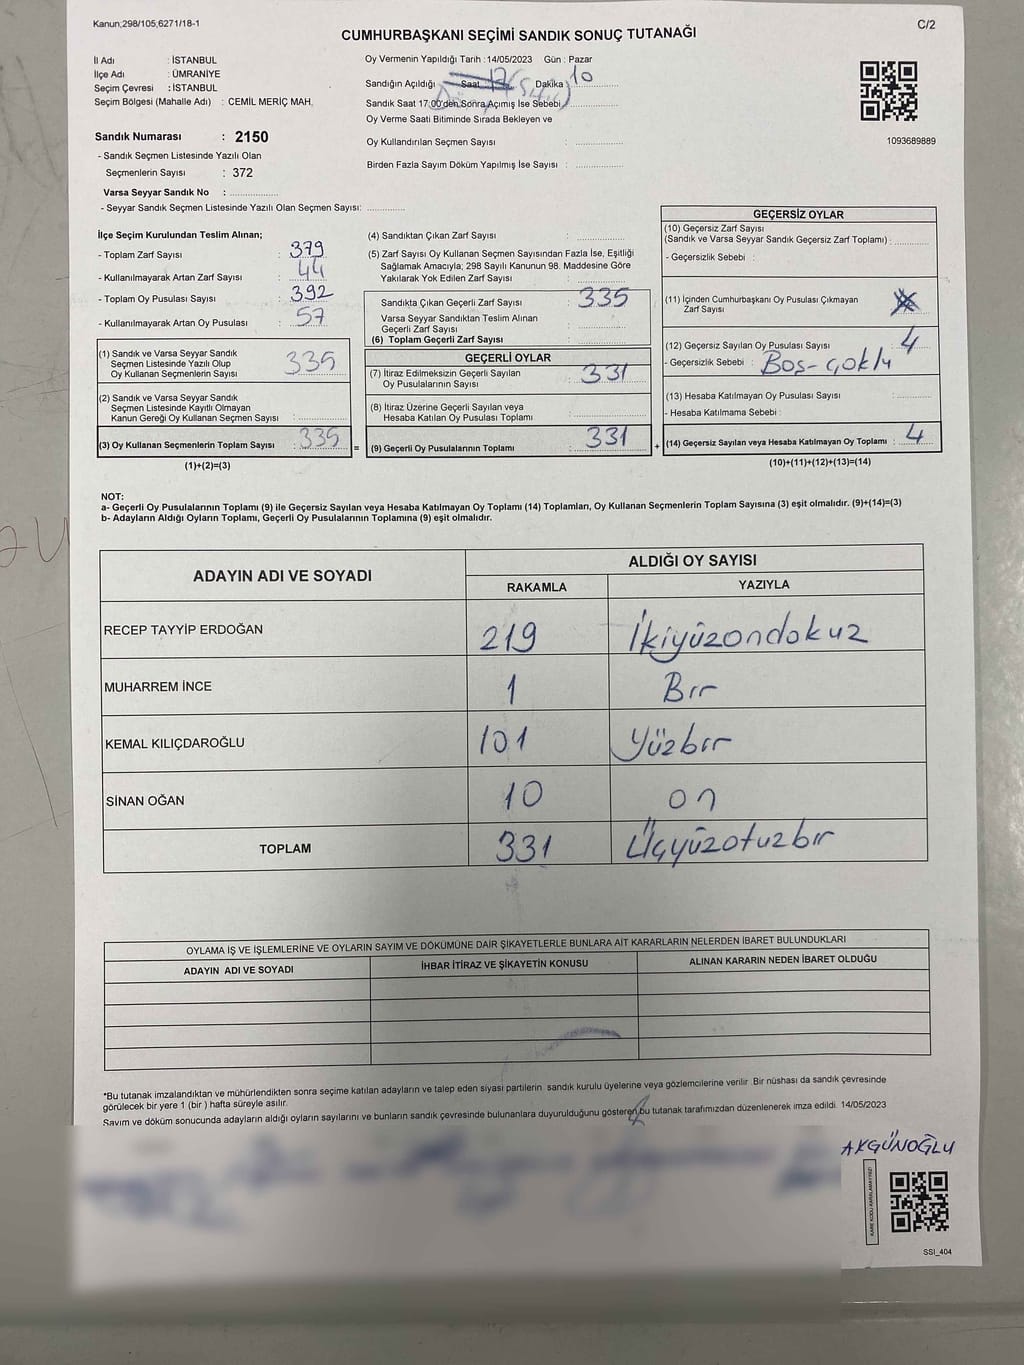 Kanun;298/105,6271/18-1
C/2
CUMHURBAŞKANI SEÇİMİ SANDIK SONUÇ TUTANAĞI
İl Adı : İSTANBUL
İlçe Adı : ÜMRANİYE
Seçim Çevresi : İSTANBUL
Seçim Bölgesi (Mahalle Adı) : CEMİL MERİÇ MAH.
Sandık Numarası : 2150
- Sandık Seçmen Listesinde Yazılı Olan
Seçmenlerin Sayısı : 372
Varsa Seyyar Sandık No :
- Seyyar Sandık Seçmen Listesinde Yazılı Olan Seçmen Sayısı:
Oy Vermenin Yapıldığı Tarih : 14/05/2023 Gün : Pazar
Sandığın Açıldığı Saat 17 Dakika 10
Sandık Saat 17.00'den Sonra Açımış İse Sebebi
Oy Verme Saati Bitiminde Sırada Bekleyen ve
Oy Kullandırılan Seçmen Sayısı :
Birden Fazla Sayım Döküm Yapılmış İse Sayısı :
1093689889
İlçe Seçim Kurulundan Teslim Alınan;
- Toplam Zarf Sayısı : 379
- Kullanılmayarak Artan Zarf Sayısı : 44
- Toplam Oy Pusulası Sayısı : 392
- Kullanılmayarak Artan Oy Pusulası : 57
(1) Sandık ve Varsa Seyyar Sandık
Seçmen Listesinde Yazılı Olup
Oy Kullanan Seçmenlerin Sayısı : 335
(2) Sandık ve Varsa Seyyar Sandık
Seçmen Listesinde Kayıtlı Olmayan
Kanun Gereği Oy Kullanan Seçmen Sayısı :
(3) Oy Kullanan Seçmenlerin Toplam Sayısı : 335
(1)+(2)=(3)
(4) Sandıktan Çıkan Zarf Sayısı :
(5) Zarf Sayısı Oy Kullanan Seçmen Sayısından Fazla İse, Eşitliği
Sağlamak Amacıyla; 298 Sayılı Kanunun 98. Maddesine Göre
Yakılarak Yok Edilen Zarf Sayısı :
Sandıkta Çıkan Geçerli Zarf Sayısı : 335
Varsa Seyyar Sandıktan Teslim Alınan
Geçerli Zarf Sayısı :
(6) Toplam Geçerli Zarf Sayısı :
GEÇERLİ OYLAR
(7) İtiraz Edilmeksizin Geçerli Sayılan
Oy Pusulalarının Sayısı : 331
(8) İtiraz Üzerine Geçerli Sayılan veya
Hesaba Katılan Oy Pusulası Toplamı :
= (9) Geçerli Oy Pusulalarının Toplamı : 331 +
GEÇERSİZ OYLAR
(10) Geçersiz Zarf Sayısı
(Sandık ve Varsa Seyyar Sandık Geçersiz Zarf Toplamı) :
- Geçersizlik Sebebi :
(11) İçinden Cumhurbaşkanı Oy Pusulası Çıkmayan
Zarf Sayısı :
(12) Geçersiz Sayılan Oy Pusulası Sayısı : 4
- Geçersizlik Sebebi : Boş-çoklu
(13) Hesaba Katılmayan Oy Pusulası Sayısı :
- Hesaba Katılmama Sebebi :
(14) Geçersiz Sayılan veya Hesaba Katılmayan Oy Toplamı : 4
(10)+(11)+(12)+(13)=(14)
NOT:
a- Geçerli Oy Pusulalarının Toplamı (9) ile Geçersiz Sayılan veya Hesaba Katılmayan Oy Toplamı (14) Toplamları, Oy Kullanan Seçmenlerin Toplam Sayısına (3) eşit olmalıdır. (9)+(14)=(3)
b- Adayların Aldığı Oyların Toplamı, Geçerli Oy Pusulalarının Toplamına (9) eşit olmalıdır.
ADAYIN ADI VE SOYADI ALDIĞI OY SAYISI
RAKAMLA YAZIYLA
RECEP TAYYİP ERDOĞAN 219 İkiyüzondokuz
MUHARREM İNCE 1 Bır
KEMAL KILIÇDAROĞLU 101 Yüzbır
SİNAN OĞAN 10 on
TOPLAM 331 Üçyüzotuzbır
OYLAMA İŞ VE İŞLEMLERİNE VE OYLARIN SAYIM VE DÖKÜMÜNE DAİR ŞİKAYETLERLE BUNLARA AİT KARARLARIN NELERDEN İBARET BULUNDUKLARI
ADAYIN ADI VE SOYADI İHBAR İTİRAZ VE ŞİKAYETİN KONUSU ALINAN KARARIN NEDEN İBARET OLDUĞU
*Bu tutanak imzalandıktan ve mühürlendikten sonra seçime katılan adayların ve talep eden siyasi partilerin sandık kurulu üyelerine veya gözlemcilerine verilir .Bir nüshası da sandık çevresinde
görülecek bir yere 1 (bir ) hafta süreyle asılır.
Sayım ve döküm sonucunda adayların aldığı oyların sayılarını ve bunların sandık çevresinde bulunanlara duyurulduğunu gösteren bu tutanak tarafımızdan düzenlenerek imza edildi. 14/05/2023
AKGÜNOĞLU
KARE KODU KARALAMAYINIZ!
SSI_404